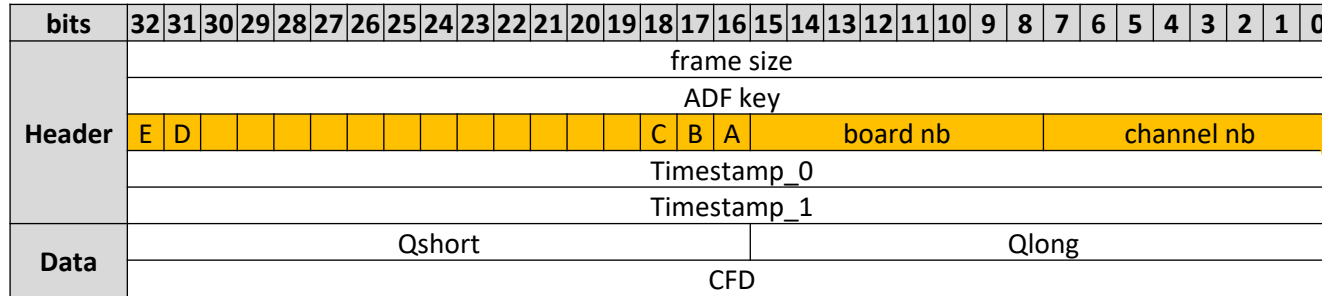 bits 32 31 30 29 28 27 26 25 24 23 22 21 20 19 18 17 16 15 14 13 12 11 10 9 8 7 6 5 4 3 2 1 0
frame size
ADF key
Header E D C B A board nb channel nb
Timestamp_0
Timestamp_1
Data Qshort Qlong
CFD